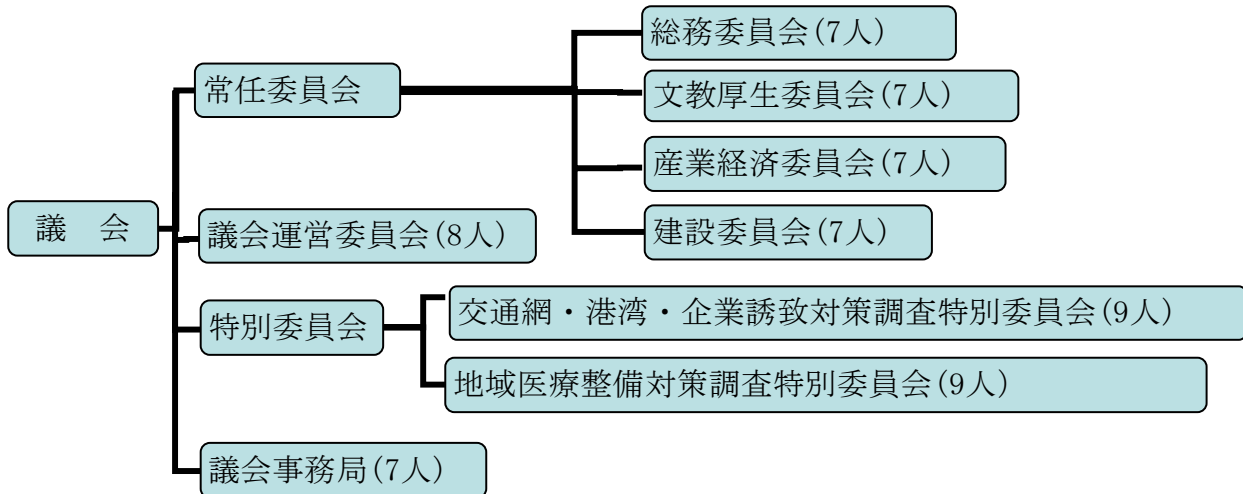 議　会
常任委員会
総務委員会(7人)
文教厚生委員会(7人)
産業経済委員会(7人)
建設委員会(7人)
議会運営委員会(8人)
特別委員会
交通網・港湾・企業誘致対策調査特別委員会(9人)
地域医療整備対策調査特別委員会(9人)
議会事務局(7人)